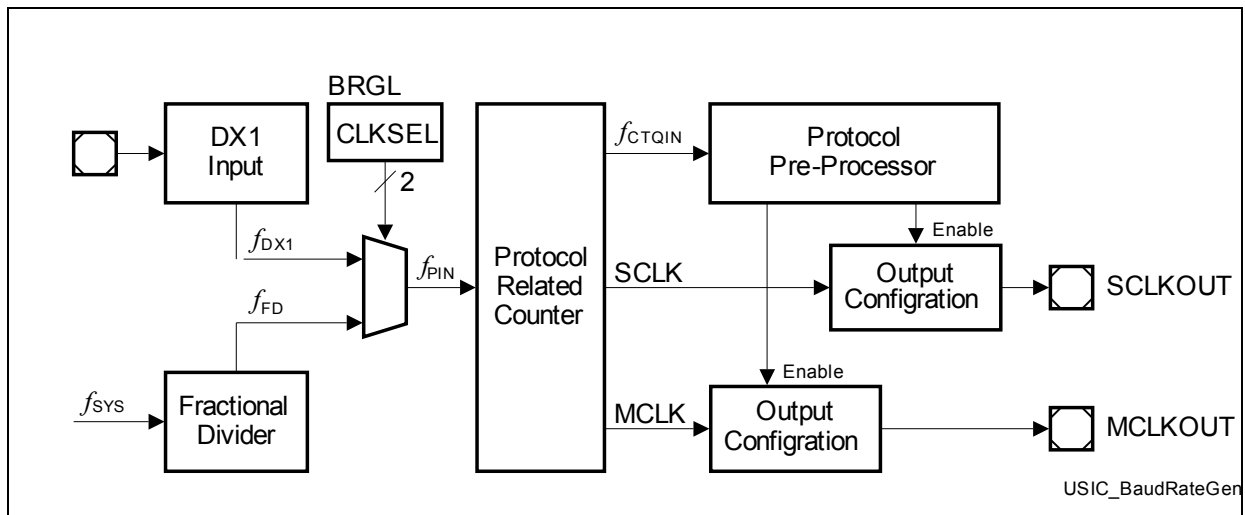 BRGL
DX1
Input
CLKSEL
2
fCTQIN
Protocol
Pre-Processor
fDX1
fPIN
Protocol
Related
Counter
SCLK
Enable
Output
Configration
SCLKOUT
fFD
fSYS
Fractional
Divider
MCLK
Enable
Output
Configration
MCLKOUT
USIC_BaudRateGen